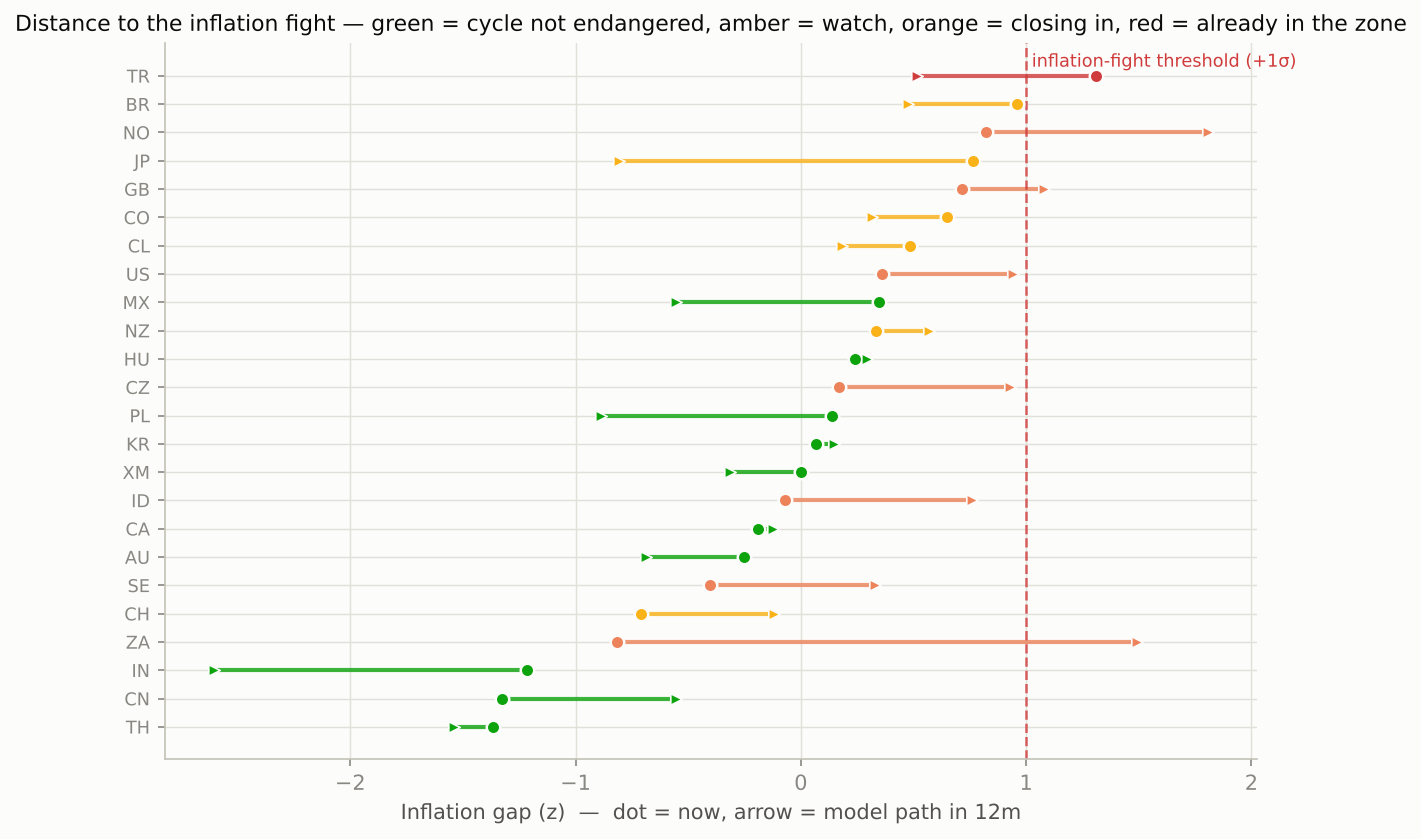 Distance to the inflation fight — green = cycle not endangered, amber = watch, orange = closing in, red = already in the zone
inflation-fight threshold (+1σ)
TR
BR
NO
JP
GB
CO
CL
US
MX
NZ
HU
CZ
PL
KR
XM
ID
CA
AU
SE
CH
ZA
IN
CN
TH
−2 −1 0 1 2
Inflation gap (z) — dot = now, arrow = model path in 12m